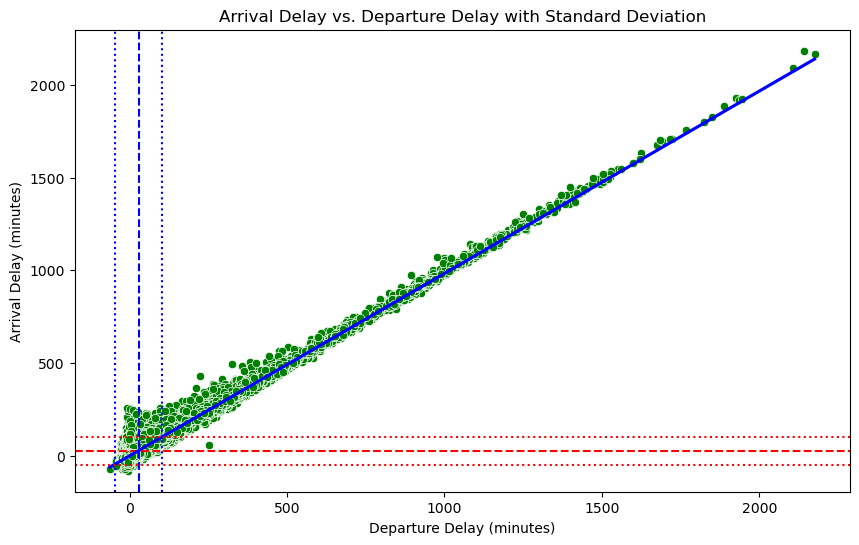 Arrival Delay vs. Departure Delay with Standard Deviation
Arrival Delay (minutes)
2000
1500
1000
500
0
0 500 1000 1500 2000
Departure Delay (minutes)